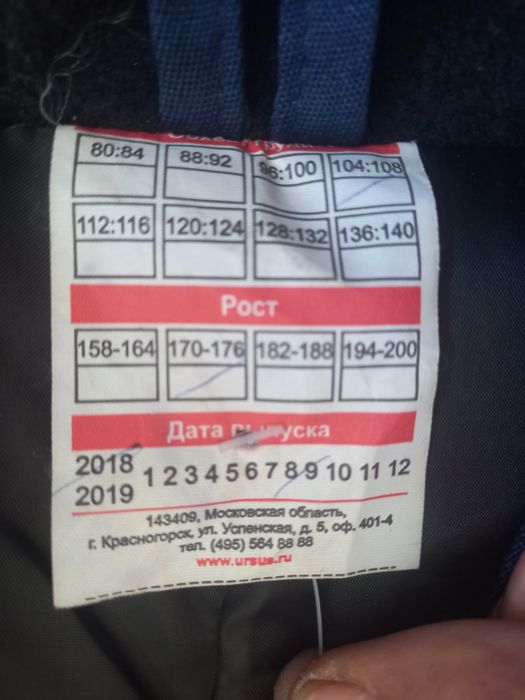 80:84 88:92 96:100 104:108
112:116 120:124 128:132 136:140
Рост
158-164 170-176 182-188 194-200
Дата выпуска
2018
2019
1 2 3 4 5 6 7 8 9 10 11 12
143409, Московская область,
г. Красногорск, ул. Успенская, д. 5, оф. 401-4
тел. (495) 564 88 88
www.ursus.ru